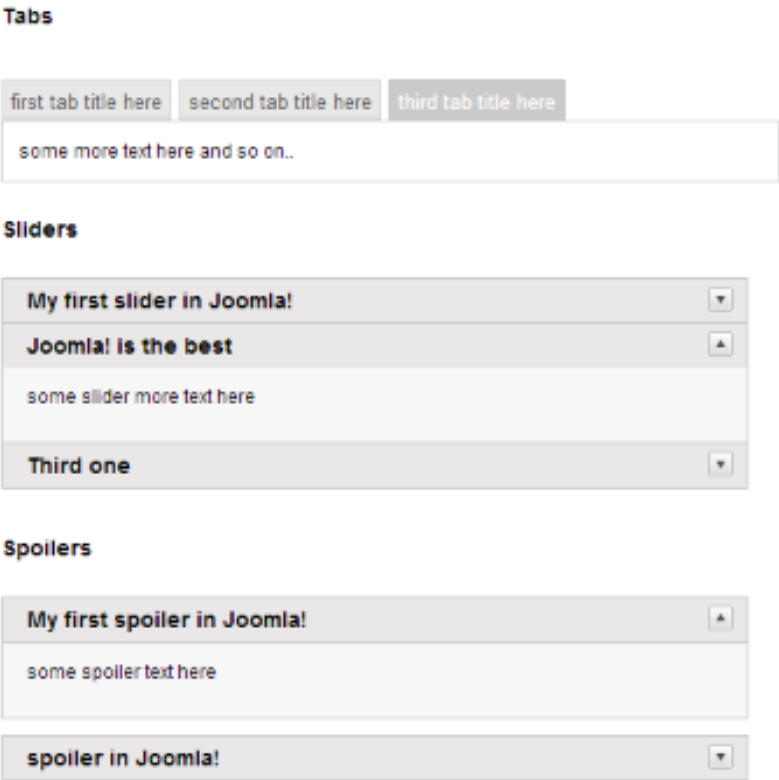 Tabs
first tab title here second tab title here third tab title here
some more text here and so on..
Sliders
My first slider in Joomla!
Joomla! is the best
some slider more text here
Third one
Spoilers
My first spoiler in Joomla!
some spoiler text here
spoiler in Joomla!